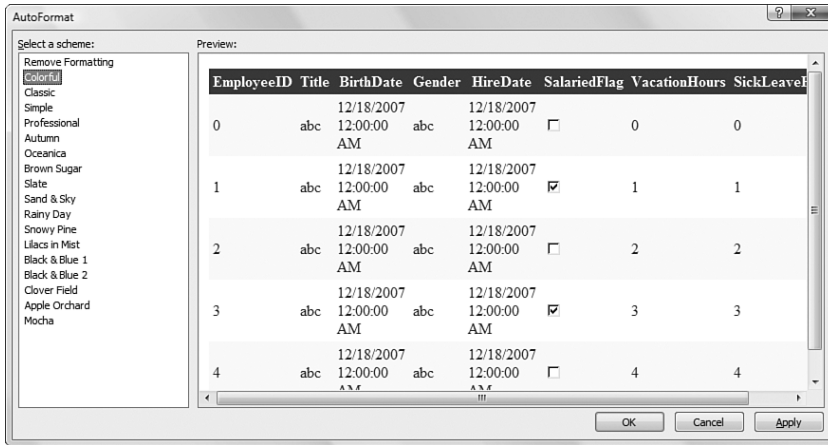 AutoFormat
Select a scheme:
Remove Formatting
Colorful
Classic
Simple
Professional
Autumn
Oceanica
Brown Sugar
Slate
Sand & Sky
Rainy Day
Snowy Pine
Lilacs in Mist
Black & Blue 1
Black & Blue 2
Clover Field
Apple Orchard
Mocha
Preview:
EmployeeID Title BirthDate Gender HireDate SalariedFlag VacationHours SickLeave
12/18/2007 12/18/2007
0 abc 12:00:00 abc 12:00:00 0 0
AM AM
12/18/2007 12/18/2007
1 abc 12:00:00 abc 12:00:00 1 1
AM AM
12/18/2007 12/18/2007
2 abc 12:00:00 abc 12:00:00 2 2
AM AM
12/18/2007 12/18/2007
3 abc 12:00:00 abc 12:00:00 3 3
AM AM
12/18/2007 12/18/2007
4 abc 12:00:00 abc 12:00:00 4 4
AM AM
OK Cancel Apply